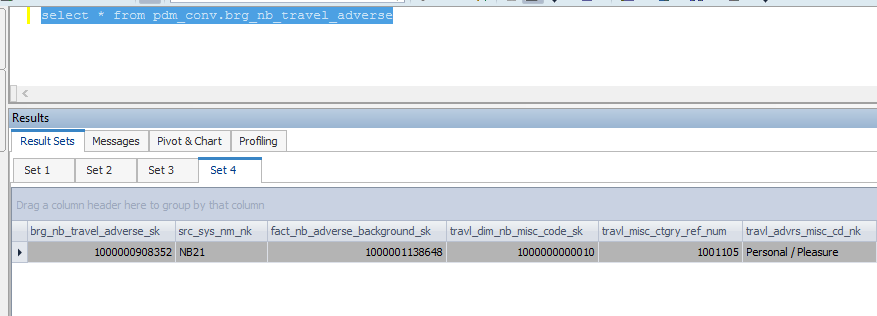 select * from pdm_conv.brg_nb_travel_adverse
Results
Result Sets Messages Pivot & Chart Profiling
Set 1 Set 2 Set 3 Set 4
Drag a column header here to group by that column
brg_nb_travel_adverse_sk src_sys_nm_nk fact_nb_adverse_background_sk travl_dim_nb_misc_code_sk travl_misc_ctgry_ref_num travl_advrs_misc_cd_nk
1000000908352 NB21 1000001138648 1000000000010 1001105 Personal / Pleasure